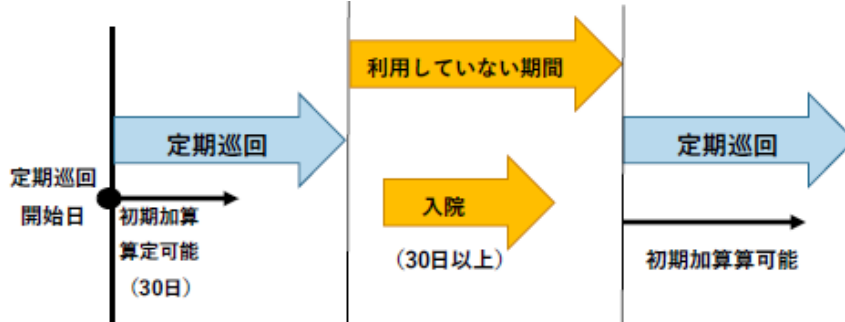 利用していない期間
定期巡回
定期巡回
定期巡回
開始日
初期加算
算定可能
（30日）
入院
（30日以上）
初期加算算可能